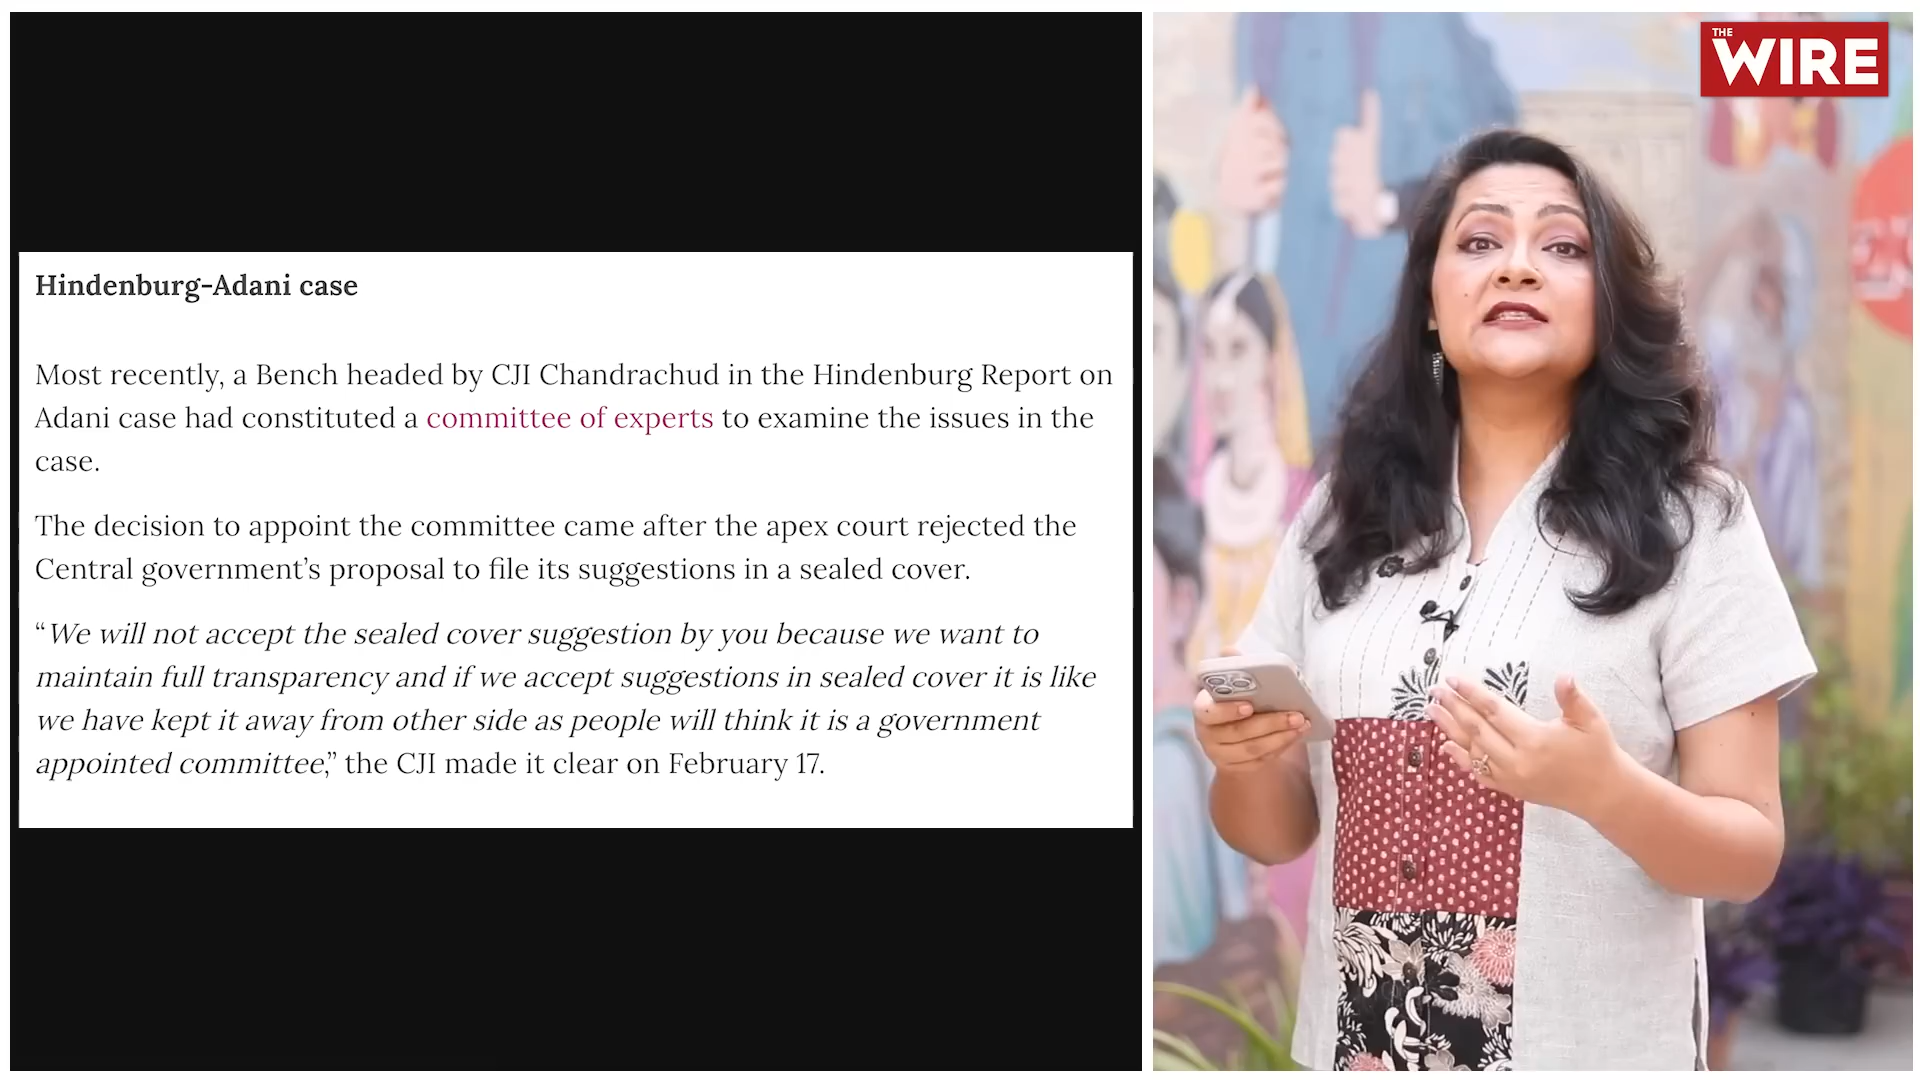 Hindenburg-Adani case
Most recently, a Bench headed by CJI Chandrachud in the Hindenburg Report on
Adani case had constituted a committee of experts to examine the issues in the
case.
The decision to appoint the committee came after the apex court rejected the
Central government’s proposal to file its suggestions in a sealed cover.
“We will not accept the sealed cover suggestion by you because we want to
maintain full transparency and if we accept suggestions in sealed cover it is like
we have kept it away from other side as people will think it is a government
appointed committee,” the CJI made it clear on February 17.
THE
WIRE